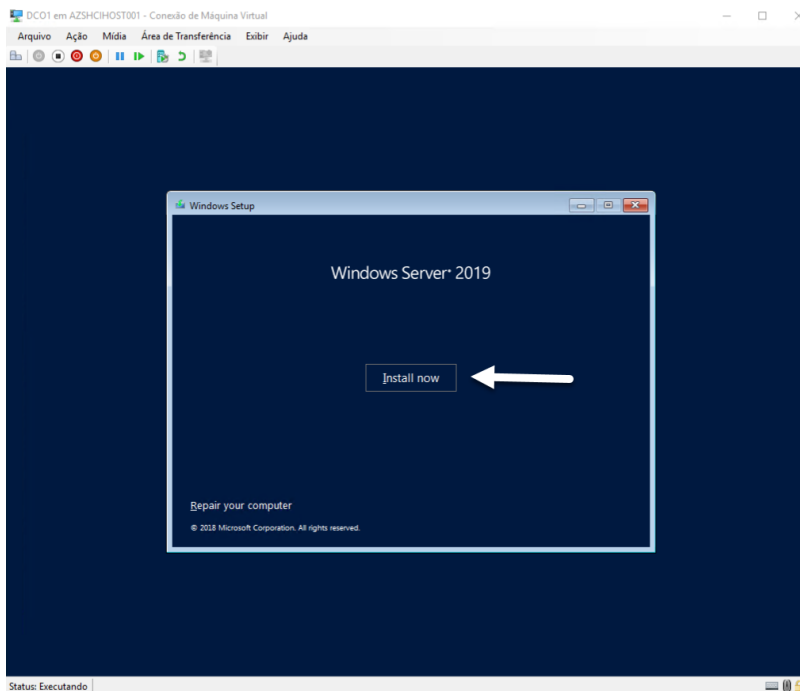 DCO1 em AZSHCIHOST001 - Conexão de Máquina Virtual
Arquivo Ação Mídia Área de Transferência Exibir Ajuda
Windows Setup
Windows Server® 2019
Install now
Repair your computer
© 2018 Microsoft Corporation. All rights reserved.
Status: Executando